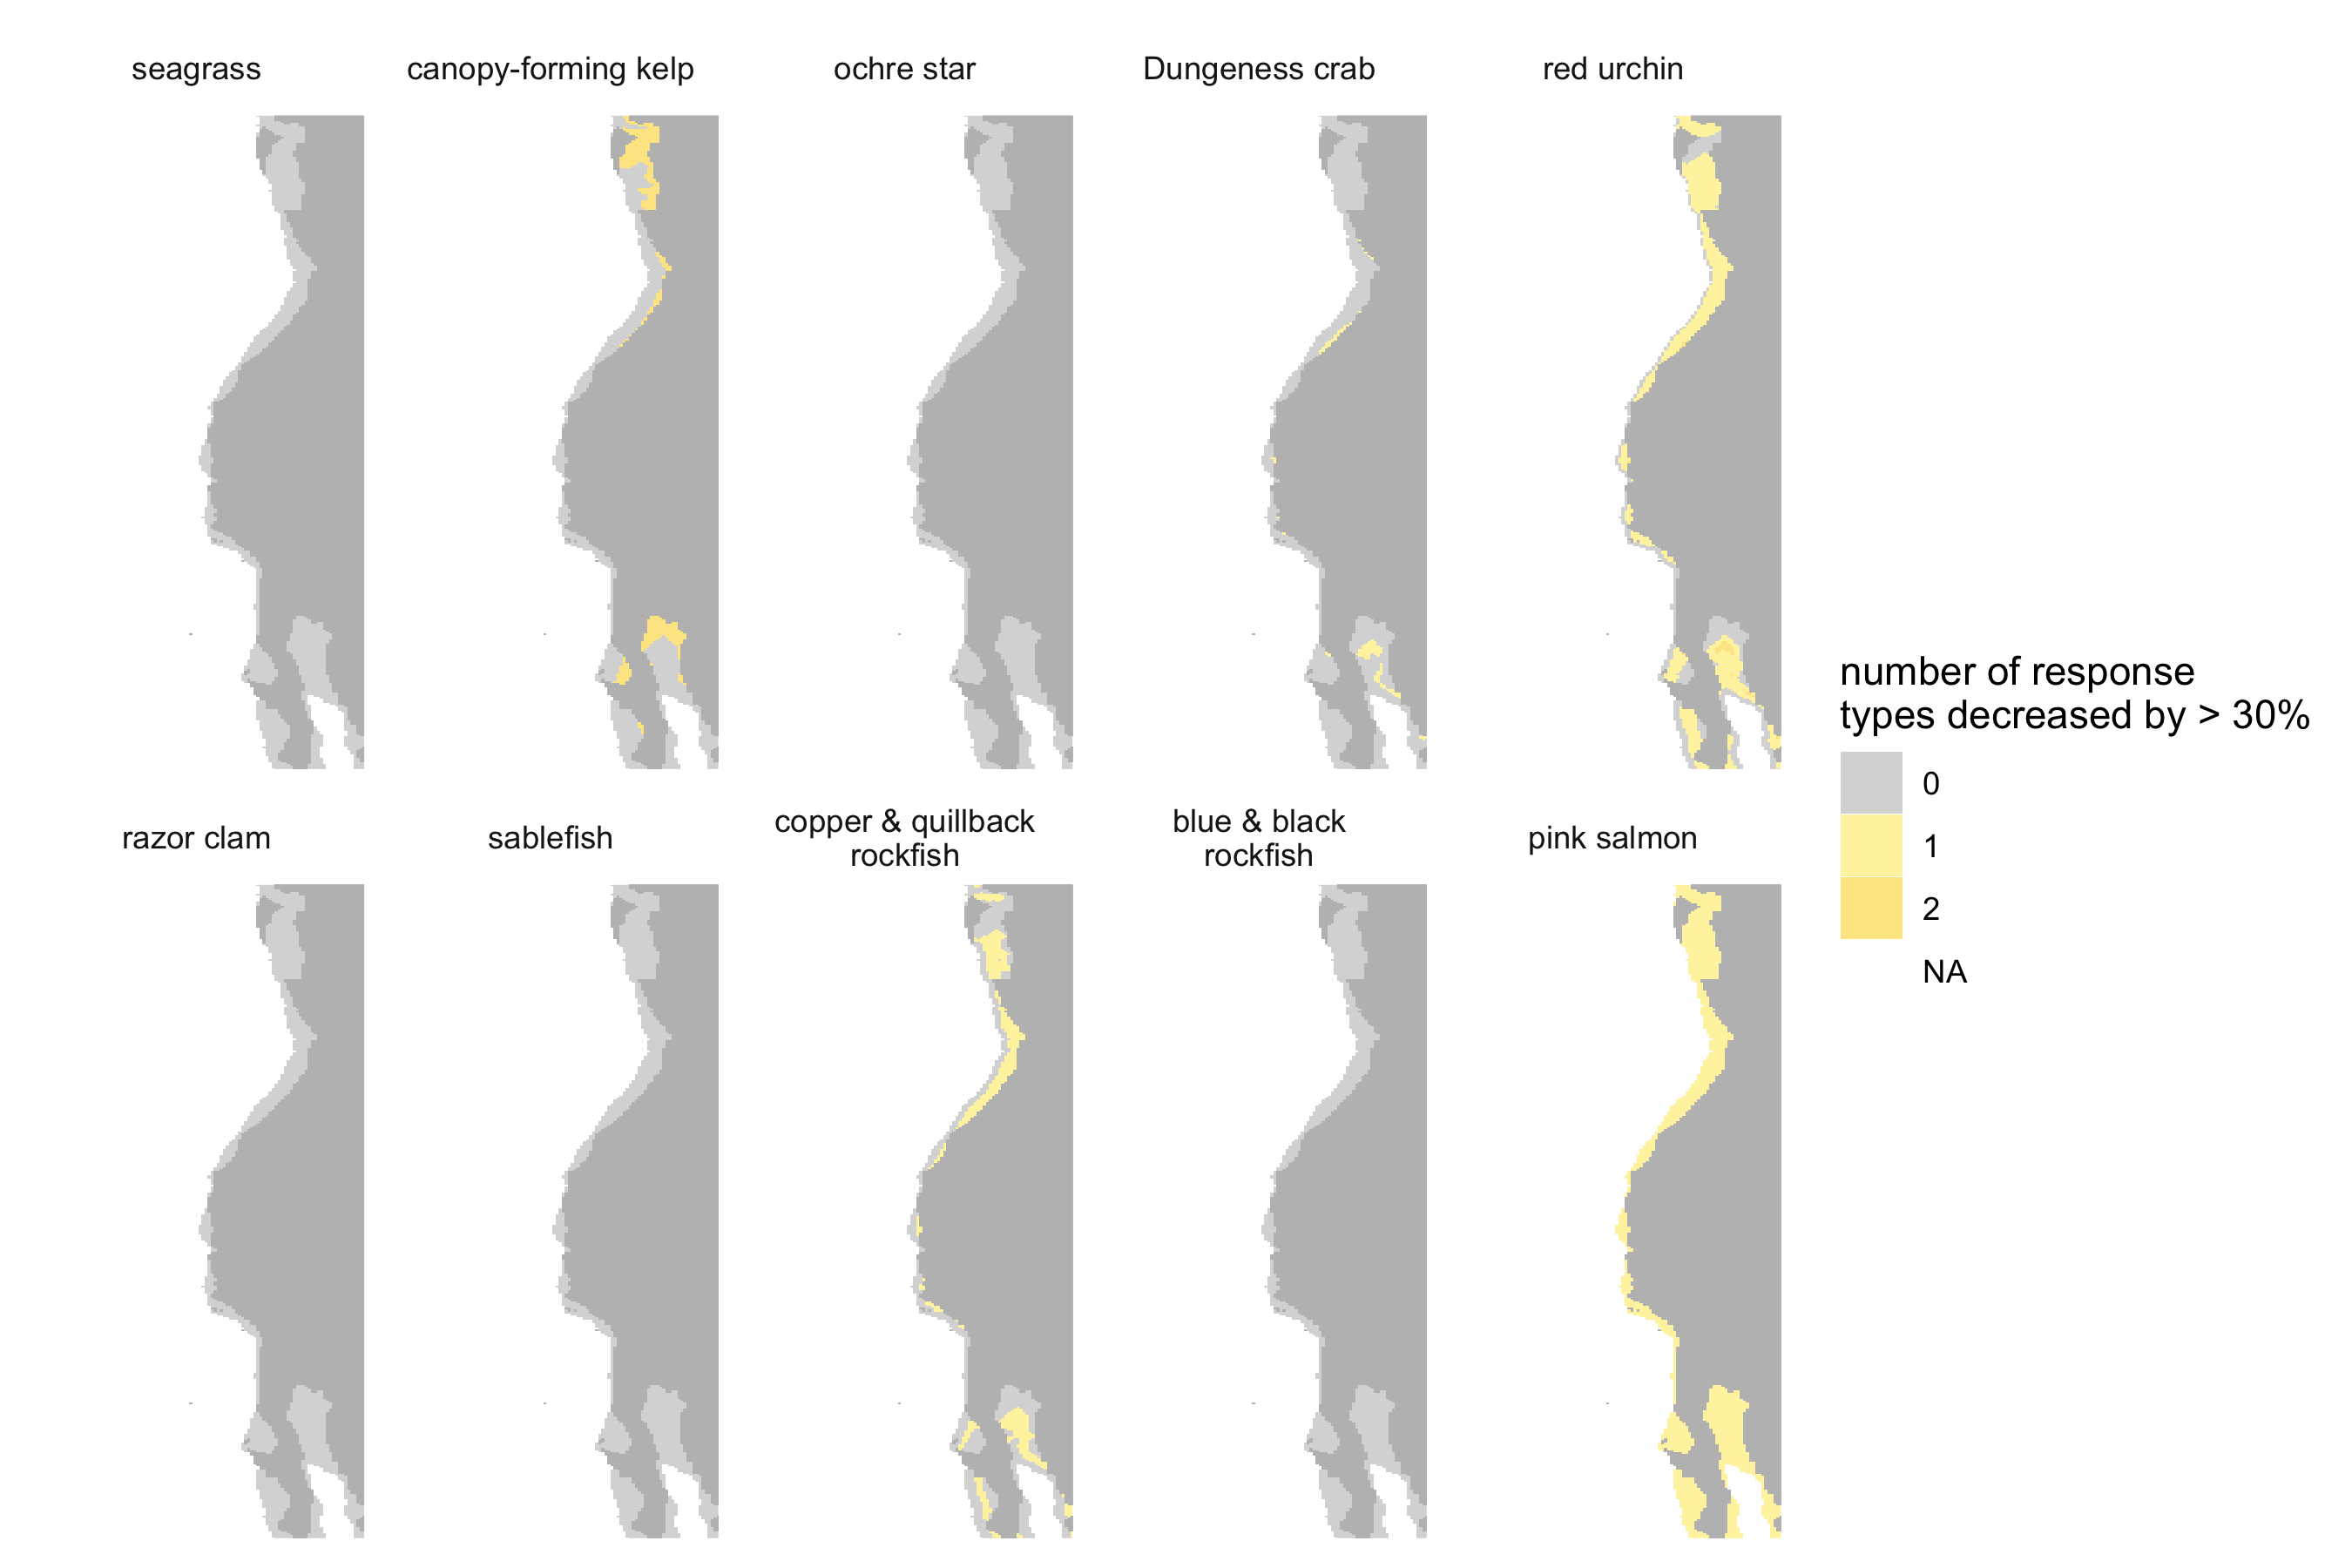 seagrass
canopy-forming kelp
ochre star
Dungeness crab
red urchin
razor clam
sablefish
copper & quillback
rockfish
blue & black
rockfish
pink salmon
number of response
types decreased by > 30%
0
1
2
NA